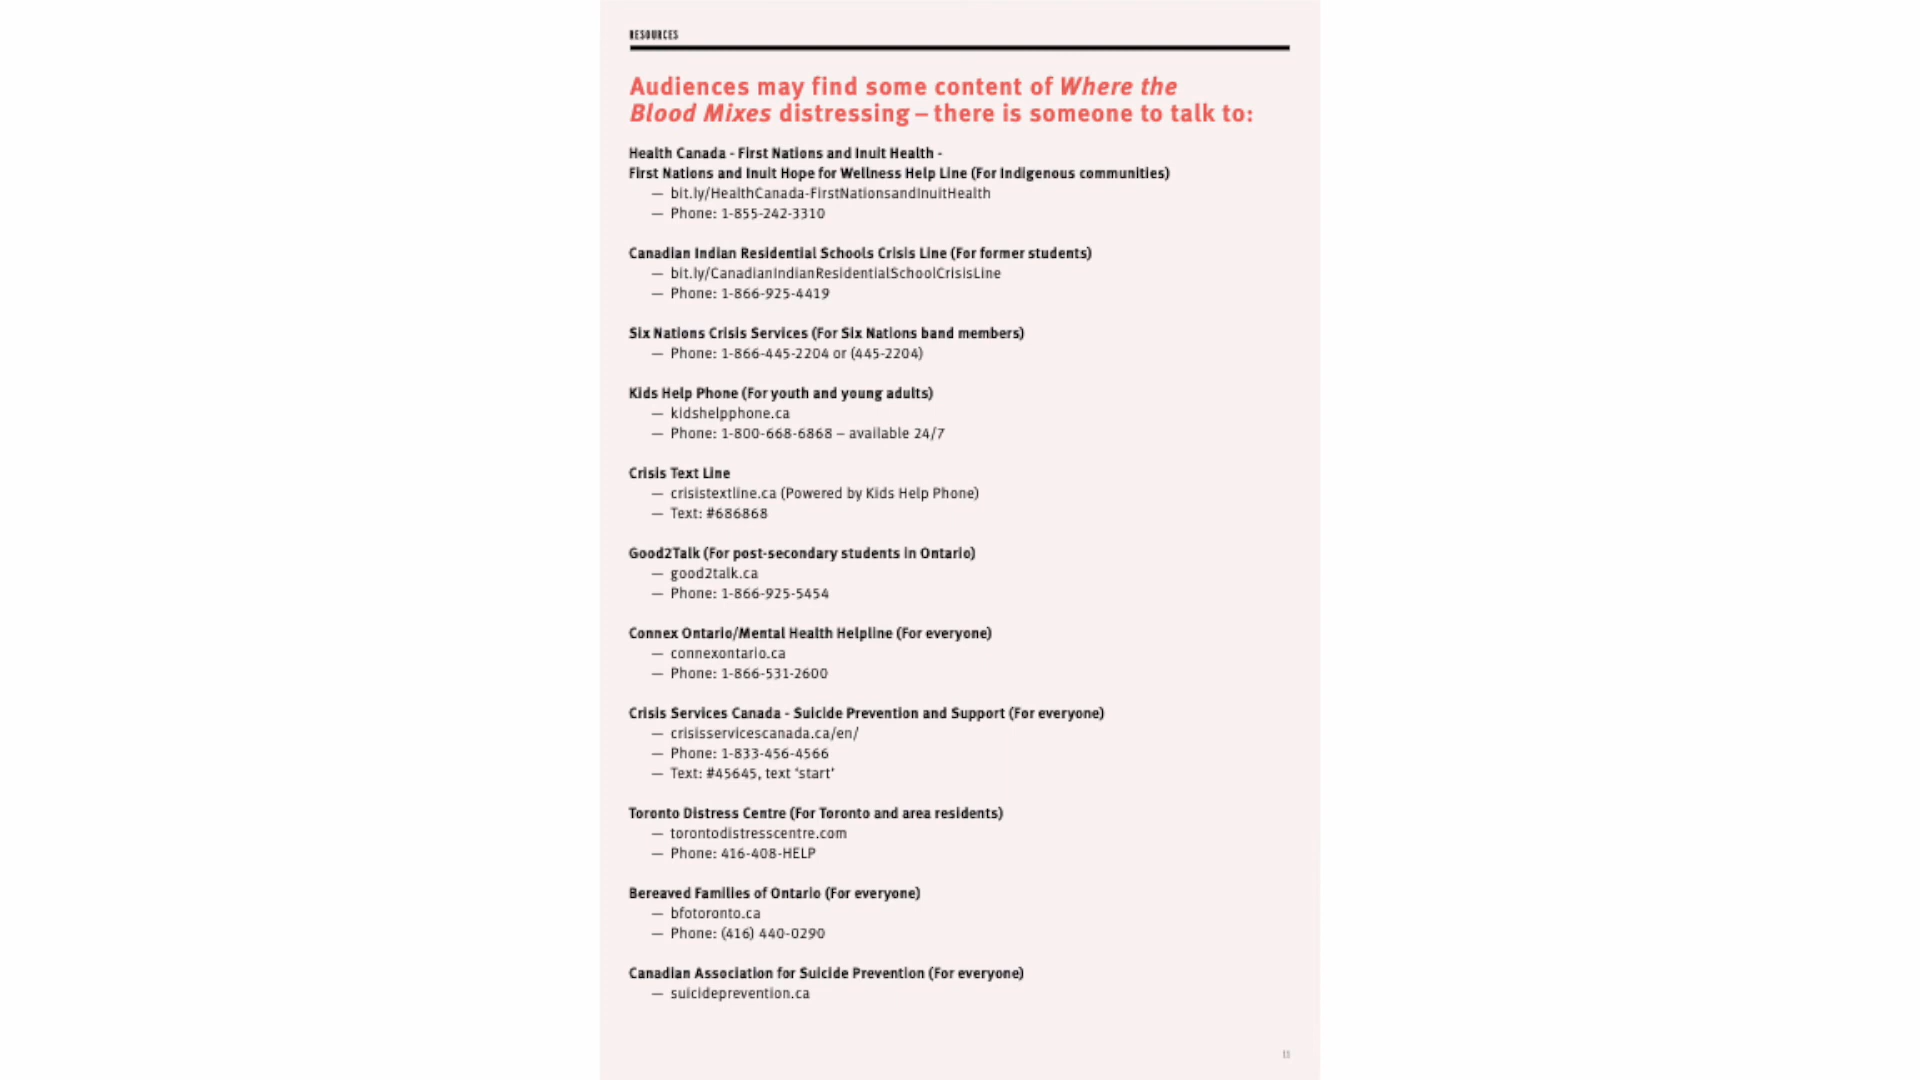 RESOURCES
Audiences may find some content of Where the
Blood Mixes distressing – there is someone to talk to:
Health Canada - First Nations and Inuit Health -
First Nations and Inuit Hope for Wellness Help Line (For Indigenous communities)
— bit.ly/HealthCanada-FirstNationsandInuitHealth
— Phone: 1-855-242-3310
Canadian Indian Residential Schools Crisis Line (For former students)
— bit.ly/CanadianIndianResidentialSchoolCrisisLine
— Phone: 1-866-925-4419
Six Nations Crisis Services (For Six Nations band members)
— Phone: 1-866-445-2204 or (445-2204)
Kids Help Phone (For youth and young adults)
— kidshelpphone.ca
— Phone: 1-800-668-6868 – available 24/7
Crisis Text Line
— crisistextline.ca (Powered by Kids Help Phone)
— Text: #686868
Good2Talk (For post-secondary students in Ontario)
— good2talk.ca
— Phone: 1-866-925-5454
Connex Ontario/Mental Health Helpline (For everyone)
— connexontario.ca
— Phone: 1-866-531-2600
Crisis Services Canada - Suicide Prevention and Support (For everyone)
— crisisservicescanada.ca/en/
— Phone: 1-833-456-4566
— Text: #45645, text ‘start’
Toronto Distress Centre (For Toronto and area residents)
— torontodistresscentre.com
— Phone: 416-408-HELP
Bereaved Families of Ontario (For everyone)
— bfotoronto.ca
— Phone: (416) 440-0290
Canadian Association for Suicide Prevention (For everyone)
— suicideprevention.ca